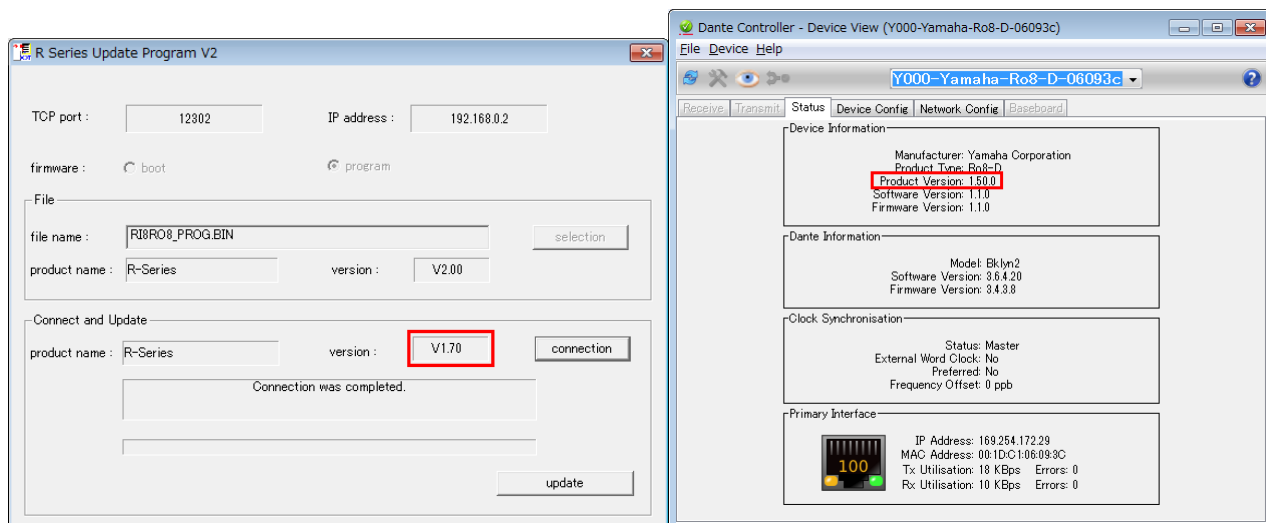 R Series Update Program V2
TCP port : 12302 IP address : 192.168.0.2
firmware : boot program
File
file name : RI8RO8_PROG.BIN selection
product name : R-Series version : V2.00
Connect and Update
product name : R-Series version : V1.70 connection
Connection was completed.
update
Dante Controller - Device View (Y000-Yamaha-Ro8-D-06093c)
File Device Help
Y000-Yamaha-Ro8-D-06093c
Receive Transmit Status Device Config Network Config Baseboard
Device Information
Manufacturer: Yamaha Corporation
Product Type: Ro8-D
Product Version: 1.50.0
Software Version: 1.1.0
Firmware Version: 1.1.0
Dante Information
Model: Bklyn2
Software Version: 3.6.4.20
Firmware Version: 3.4.3.8
Clock Synchronisation
Status: Master
External Word Clock: No
Preferred: No
Frequency Offset: 0 ppb
Primary Interface
100
IP Address: 169.254.172.29
MAC Address: 00:1D:C1:06:09:3C
Tx Utilisation: 18 KBps Errors: 0
Rx Utilisation: 10 KBps Errors: 0